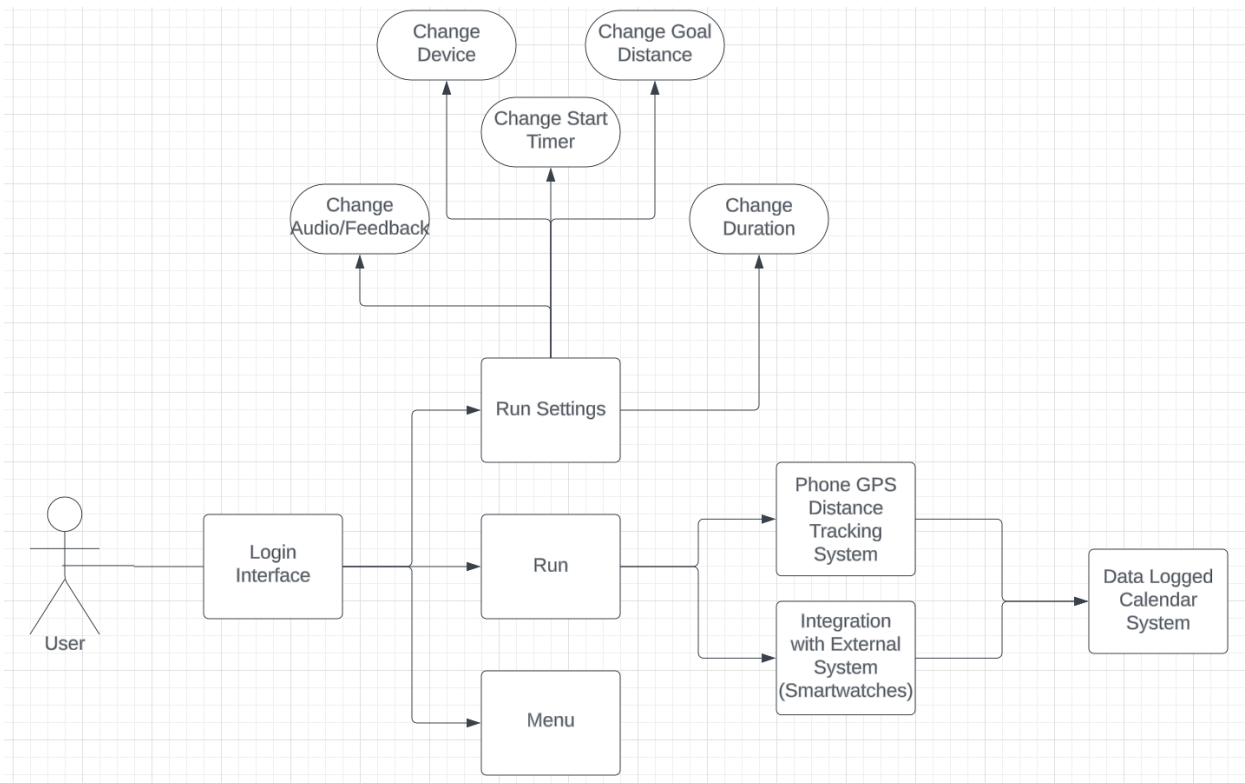 Change
Device
Change Goal
Distance
Change Start
Timer
Change
Audio/Feedback
Change
Duration
Run Settings
Phone GPS
Distance
Tracking
System
Login
Interface
Run
Data Logged
Calendar
System
Integration
with External
System
(Smartwatches)
User
Menu